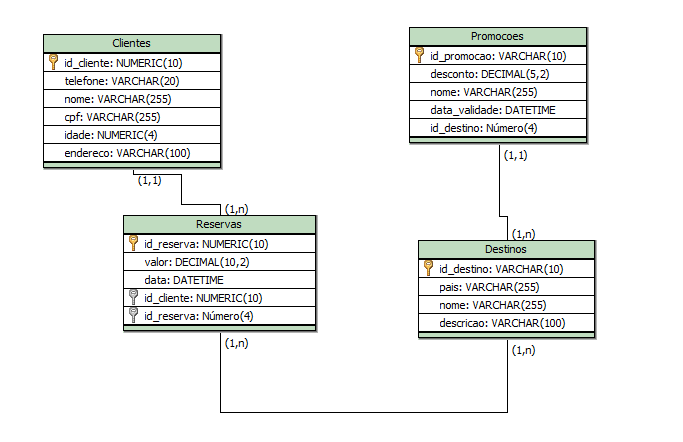 Clientes
id_cliente: NUMERIC(10)
telefone: VARCHAR(20)
nome: VARCHAR(255)
cpf: VARCHAR(255)
idade: NUMERIC(4)
endereco: VARCHAR(100)
(1,1)
(1,n)
Reservas
id_reserva: NUMERIC(10)
valor: DECIMAL(10,2)
data: DATETIME
id_cliente: NUMERIC(10)
id_reserva: Número(4)
(1,n)
Promocoes
id_promocao: VARCHAR(10)
desconto: DECIMAL(5,2)
nome: VARCHAR(255)
data_validade: DATETIME
id_destino: Número(4)
(1,1)
(1,n)
Destinos
id_destino: VARCHAR(10)
pais: VARCHAR(255)
nome: VARCHAR(255)
descricao: VARCHAR(100)
(1,n)